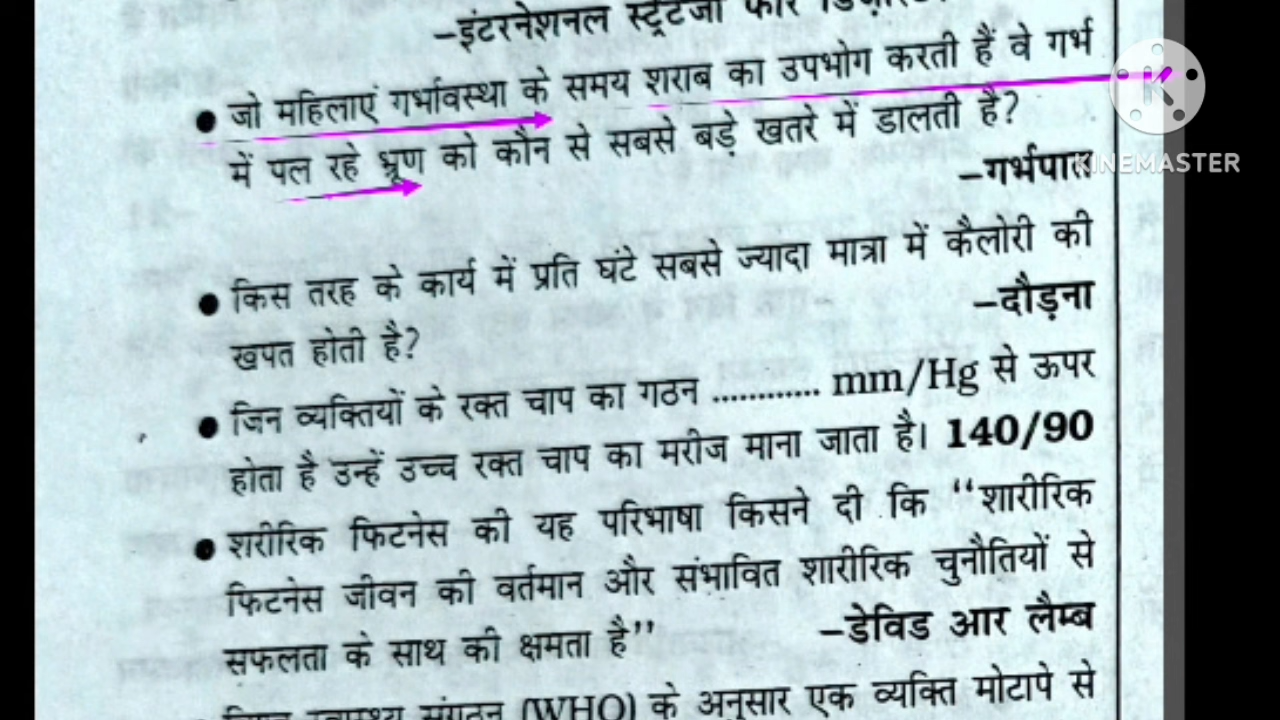 –इंटरनेशनल स्ट्रेटजी फॉर
● जो महिलाएं गर्भावस्था के समय शराब का उपभोग करती हैं वे गर्भ
में पल रहे भ्रूण को कौन से सबसे बड़े खतरे में डालती है?
–गर्भपात
● किस तरह के कार्य में प्रति घंटे सबसे ज्यादा मात्रा में कैलोरी की
खपत होती है? –दौड़ना
● जिन व्यक्तियों के रक्त चाप का गठन ............ mm/Hg से ऊपर
होता है उन्हें उच्च रक्त चाप का मरीज माना जाता है। 140/90
● शरीरिक फिटनेस की यह परिभाषा किसने दी कि ‘‘शारीरिक
फिटनेस जीवन की वर्तमान और संभावित शारीरिक चुनौतियों से
सफलता के साथ की क्षमता है’’ –डेविड आर लैम्ब
स्वास्थ्य संगठन (WHO) के अनुसार एक व्यक्ति मोटापे से
K
KINEMASTER